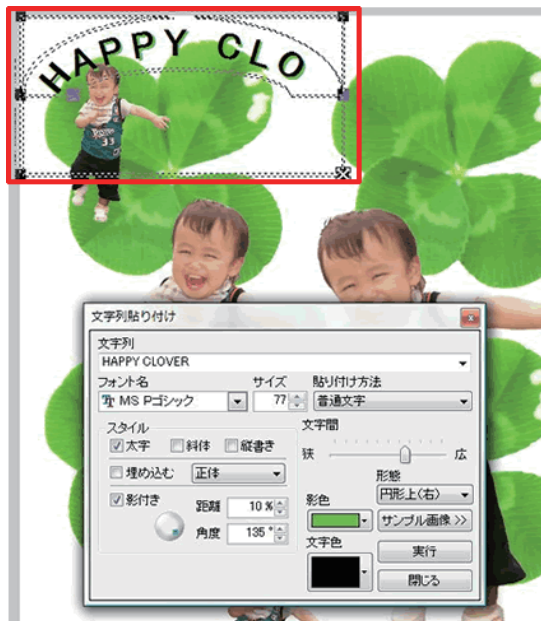 HAPPY CLO
33
文字列貼り付け
文字列
HAPPY CLOVER
フォント名
サイズ
貼り付け方法
MS Pゴシック
77
普通文字
スタイル
文字間
太字
斜体
縦書き
狭
広
埋め込む
正体
形態
円形上(右)
影付き
距離
10 %
影色
サンプル画像 >>
角度
135 °
文字色
実行
閉じる